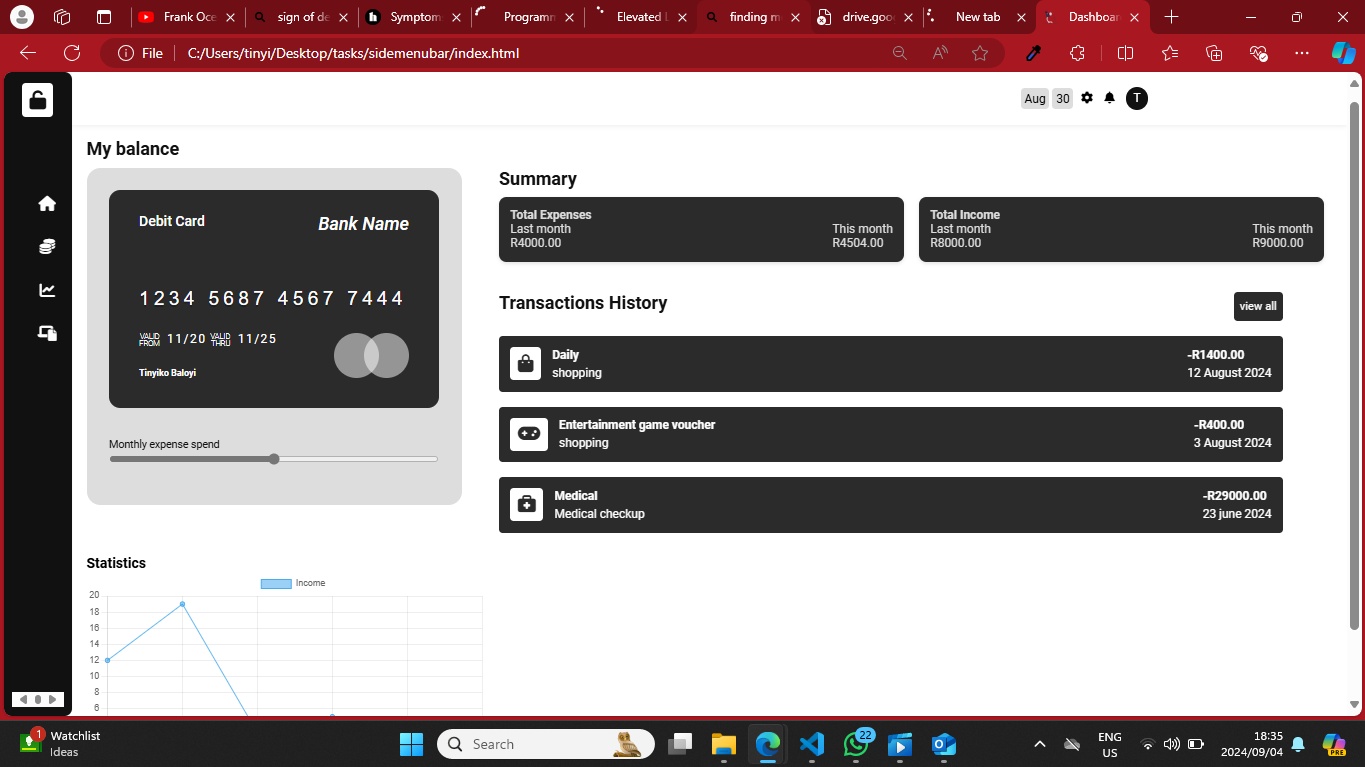 Frank Oce
sign of de
Symptom
Programn
Elevated
finding m
drive.goo
New tab
Dashboar
File
C:/Users/tinyi/Desktop/tasks/sidemenubar/index.html
Aug 30
T
My balance
Debit Card
Bank Name
1234 5687 4567 7444
VALID FROM 11/20 VALID THRU 11/25
Tinyiko Baloyi
Monthly expense spend
Summary
Total Expenses
Last month This month
R4000.00 R4504.00
Total Income
Last month This month
R8000.00 R9000.00
Transactions History
view all
Daily -R1400.00
shopping 12 August 2024
Entertainment game voucher -R400.00
shopping 3 August 2024
Medical -R29000.00
Medical checkup 23 june 2024
Statistics
Income
20
18
16
14
12
10
8
6
1
Watchlist
Ideas
Search
22
ENG
US
18:35
2024/09/04
PRE